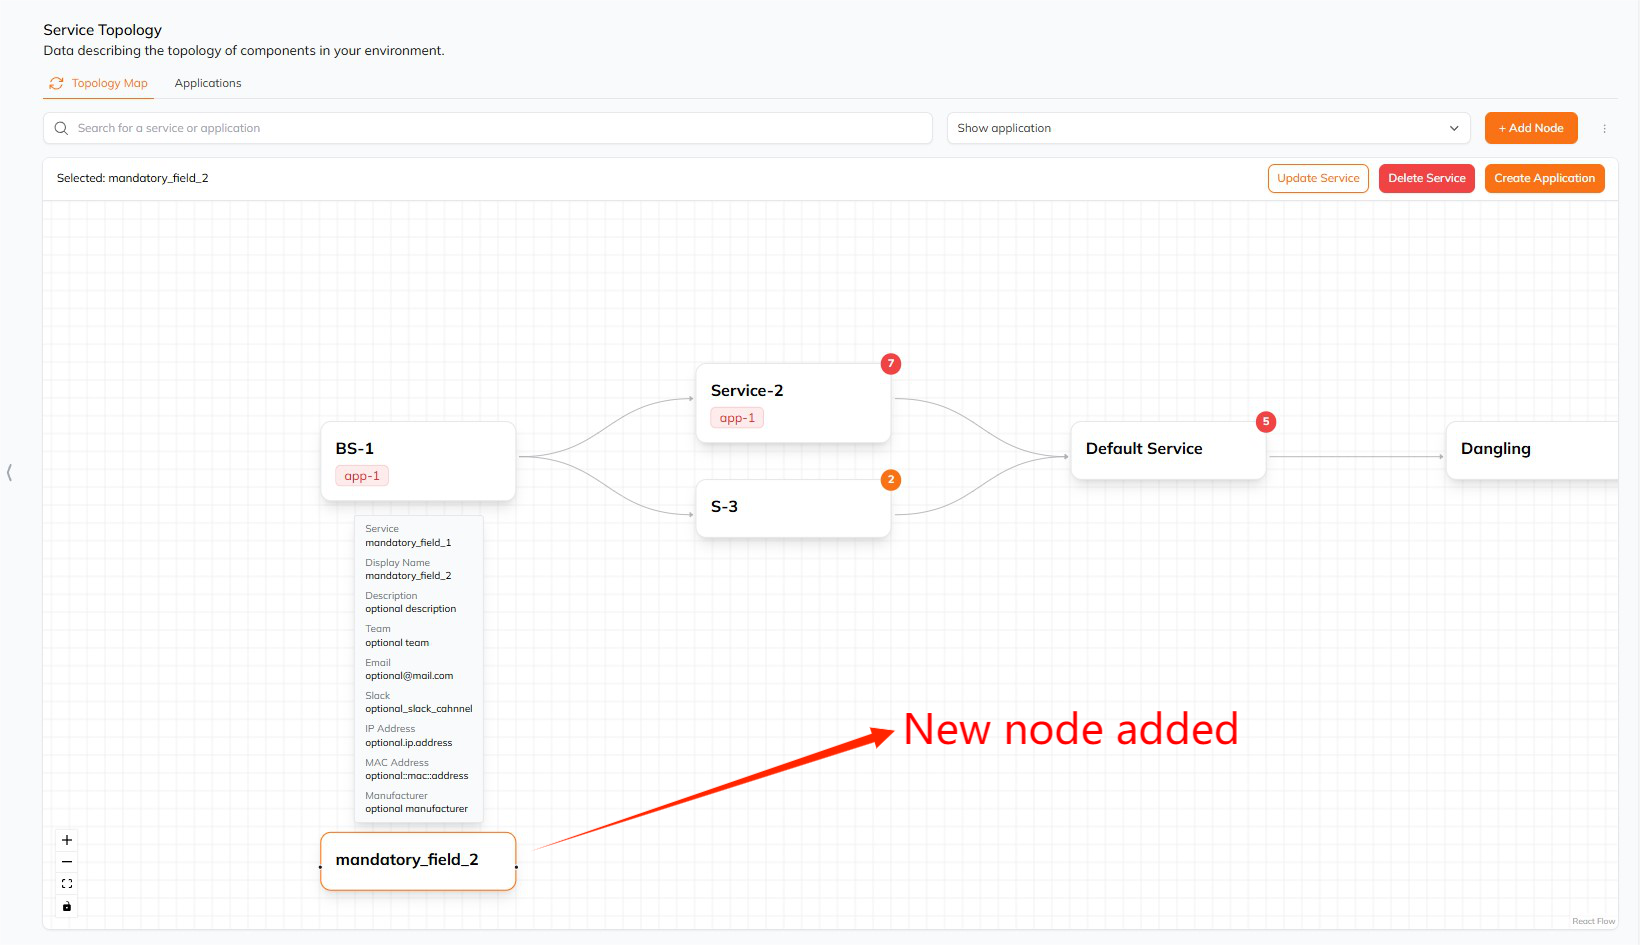 Service Topology
Data describing the topology of components in your environment.
Topology Map
Applications
Search for a service or application
Show application
+ Add Node
Selected: mandatory_field_2
Update Service
Delete Service
Create Application
7
Service-2
app-1
BS-1
app-1
5
Default Service
Dangling
2
S-3
Service
mandatory_field_1
Display Name
mandatory_field_2
Description
optional description
Team
optional team
Email
optional@mail.com
Slack
optional_slack_cahnnel
IP Address
optional.ip.address
MAC Address
optional::mac::address
Manufacturer
optional manufacturer
New node added
mandatory_field_2
React Flow